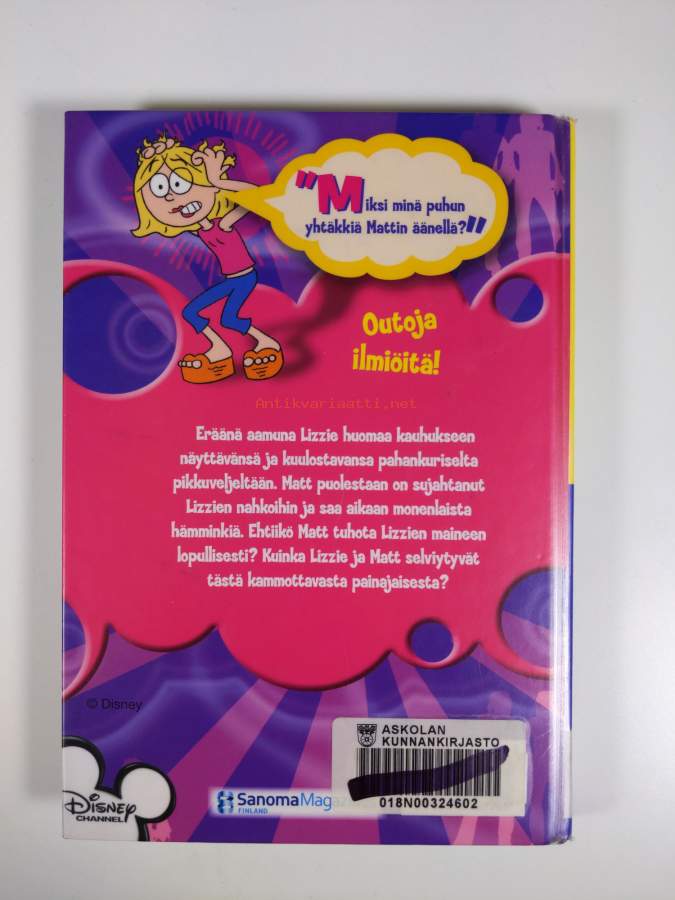 "Miksi minä puhun
yhtäkkiä Mattin äänellä?"
Outoja
ilmiöitä!
Antikvariaatti.net
Eräänä aamuna Lizzie huomaa kauhukseen
näyttävänsä ja kuulostavansa pahankuriselta
pikkuveljeltään. Matt puolestaan on sujahtanut
Lizzien nahkoihin ja saa aikaan monenlaista
hämminkiä. Ehtiikö Matt tuhota Lizzien maineen
lopullisesti? Kuinka Lizzie ja Matt selviytyvät
tästä kammottavasta painajaisesta?
© Disney
ASKOLAN
KUNNANKIRJASTO
018N00324602
Disney
CHANNEL
SanomaMagaz
FINLAND